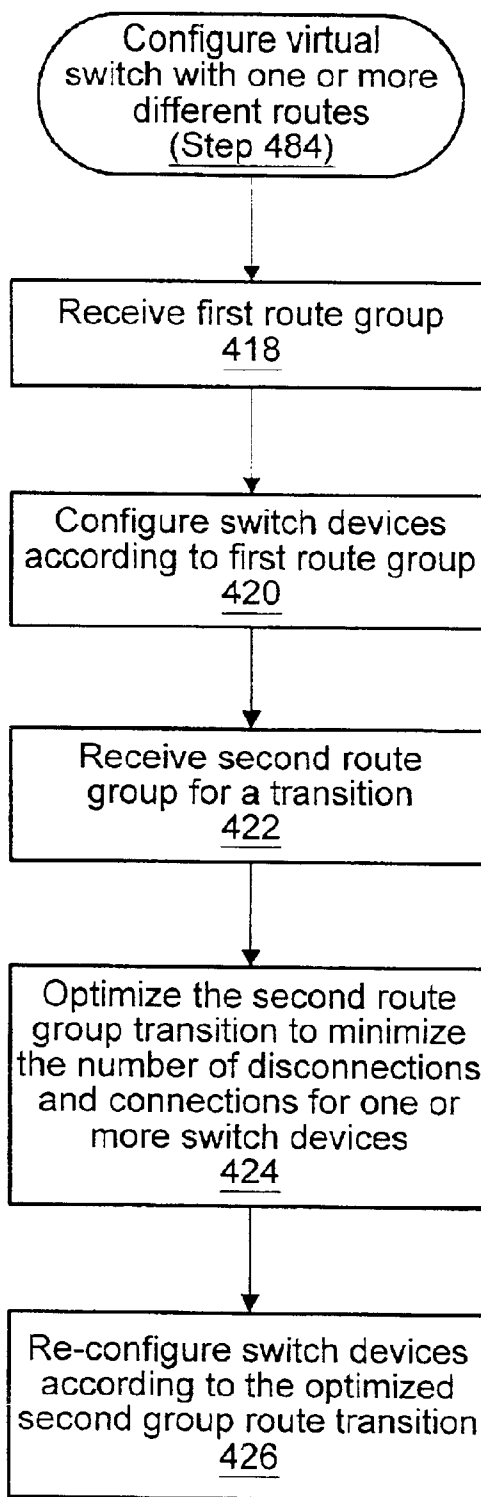 Configure virtual
switch with one or more
different routes
(Step 484)
Receive first route group
418
Configure switch devices
according to first route group
420
Receive second route
group for a transition
422
Optimize the second route
group transition to minimize
the number of disconnections
and connections for one or
more switch devices
424
Re-configure switch devices
according to the optimized
second group route transition
426